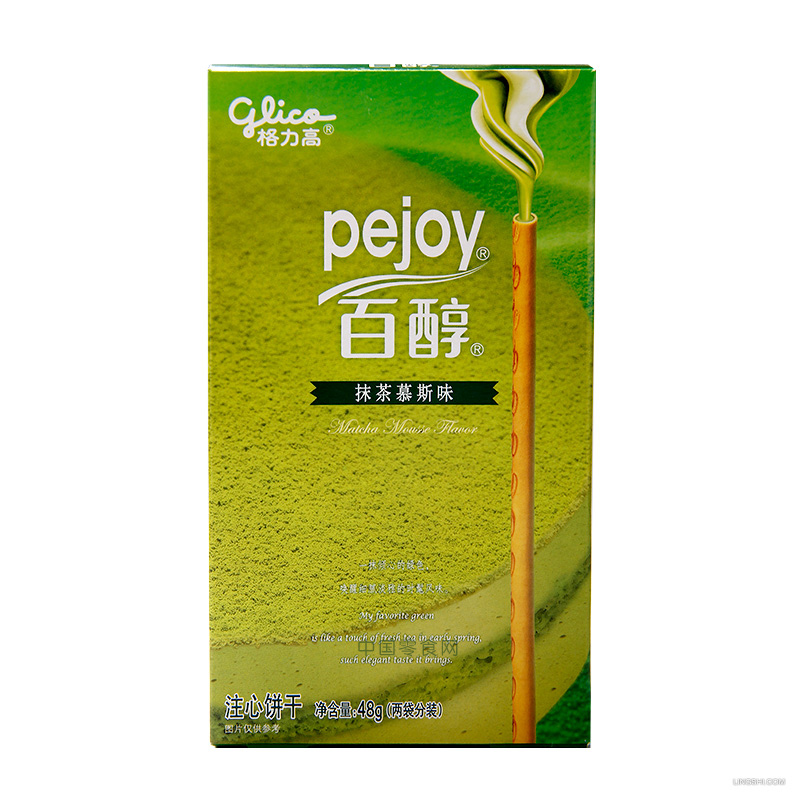 Glico®
格力高
pejoy®
百醇®
抹茶慕斯味
Matcha Mousse Flavor
My favorite green
is like a touch of fresh tea in early spring,
中国零食网
such elegant taste it brings.
注心饼干 净含量:48g(两袋分装)
图片仅供参考
LINGSHI.COM